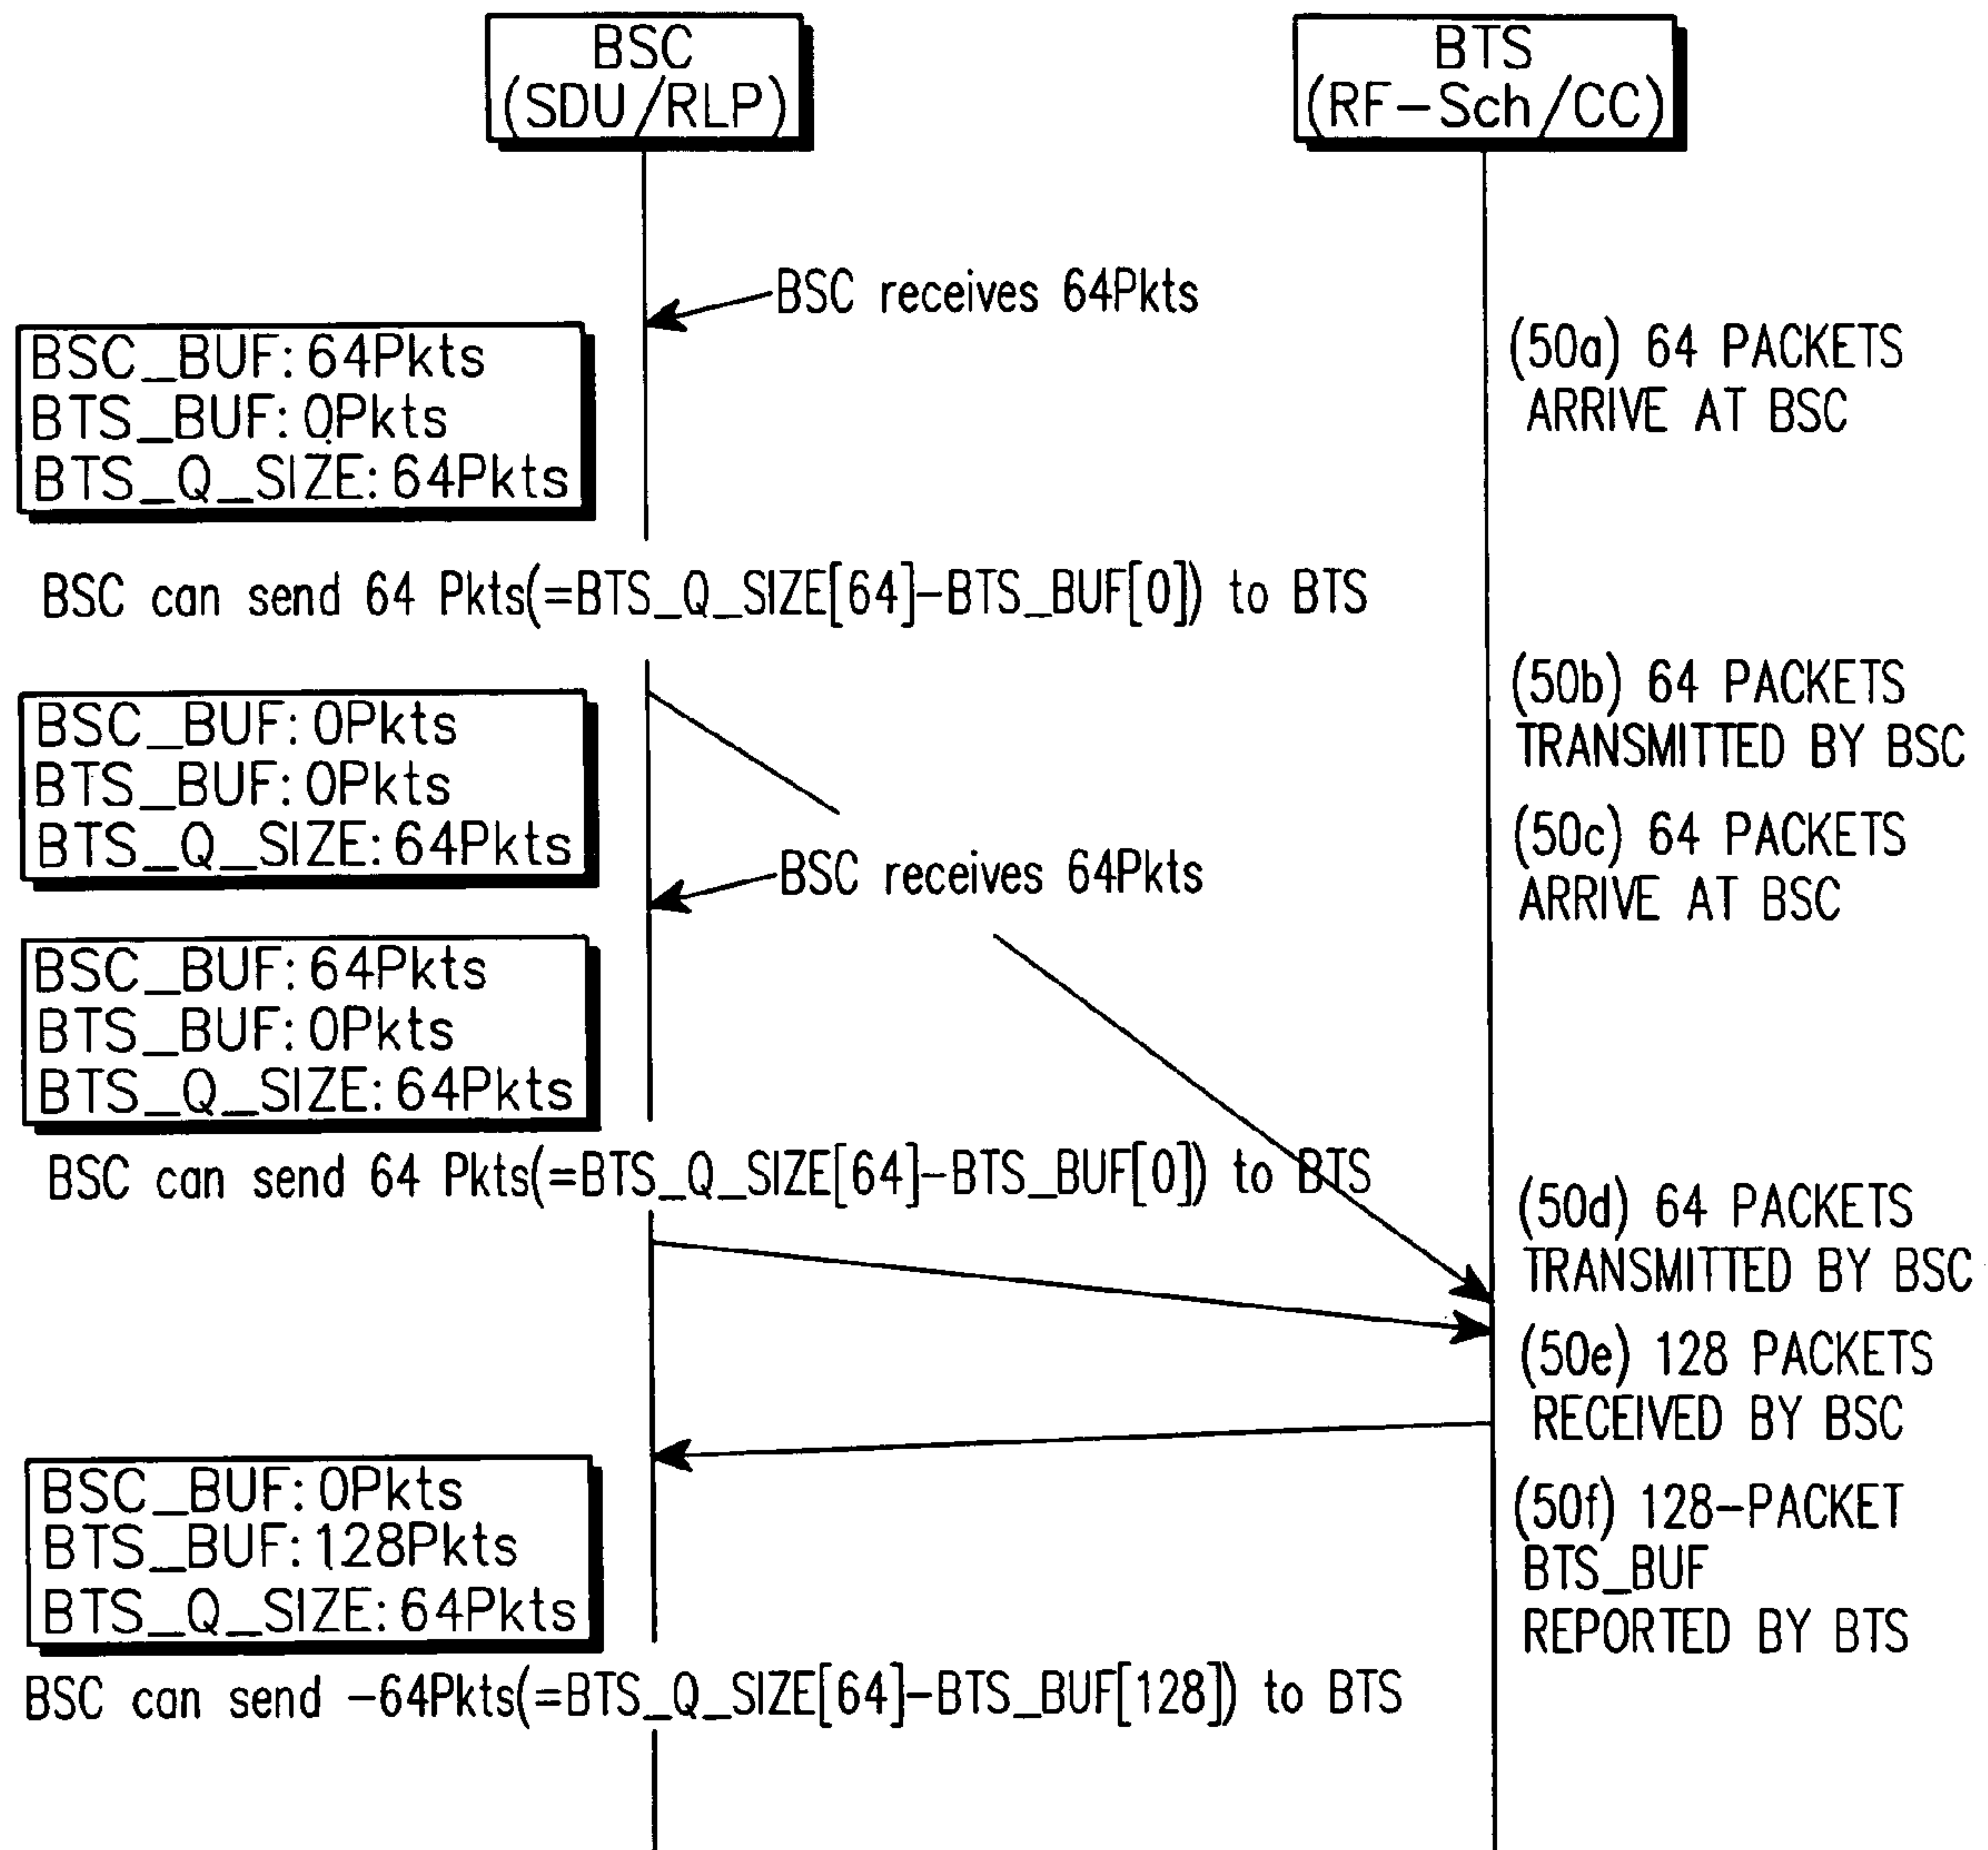 BSC
(SDU/RLP)
BTS
(RF-Sch/CC)
BSC receives 64Pkts
BSC_BUF:64Pkts
BTS_BUF:0Pkts
BTS_Q_SIZE:64Pkts
(50a) 64 PACKETS
ARRIVE AT BSC
BSC can send 64 Pkts(=BTS_Q_SIZE[64]-BTS_BUF[0]) to BTS
(50b) 64 PACKETS
TRANSMITTED BY BSC
BSC_BUF:0Pkts
BTS_BUF:0Pkts
BTS_Q_SIZE:64Pkts
(50c) 64 PACKETS
ARRIVE AT BSC
BSC receives 64Pkts
BSC_BUF:64Pkts
BTS_BUF:0Pkts
BTS_Q_SIZE:64Pkts
BSC can send 64 Pkts(=BTS_Q_SIZE[64]-BTS_BUF[0]) to BTS
(50d) 64 PACKETS
TRANSMITTED BY BSC
(50e) 128 PACKETS
RECEIVED BY BSC
BSC_BUF:0Pkts
BTS_BUF:128Pkts
BTS_Q_SIZE:64Pkts
(50f) 128-PACKET
BTS_BUF
REPORTED BY BTS
BSC can send -64Pkts(=BTS_Q_SIZE[64]-BTS_BUF[128]) to BTS